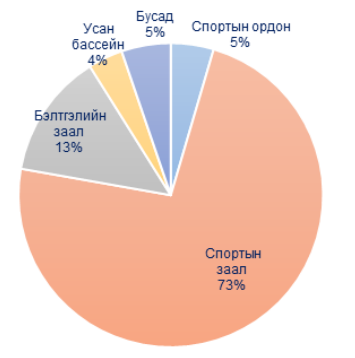 Бусад
5%
Спортын ордон
5%
Усан
бассейн
4%
Бэлтгэлийн
заал
13%
Спортын
заал
73%